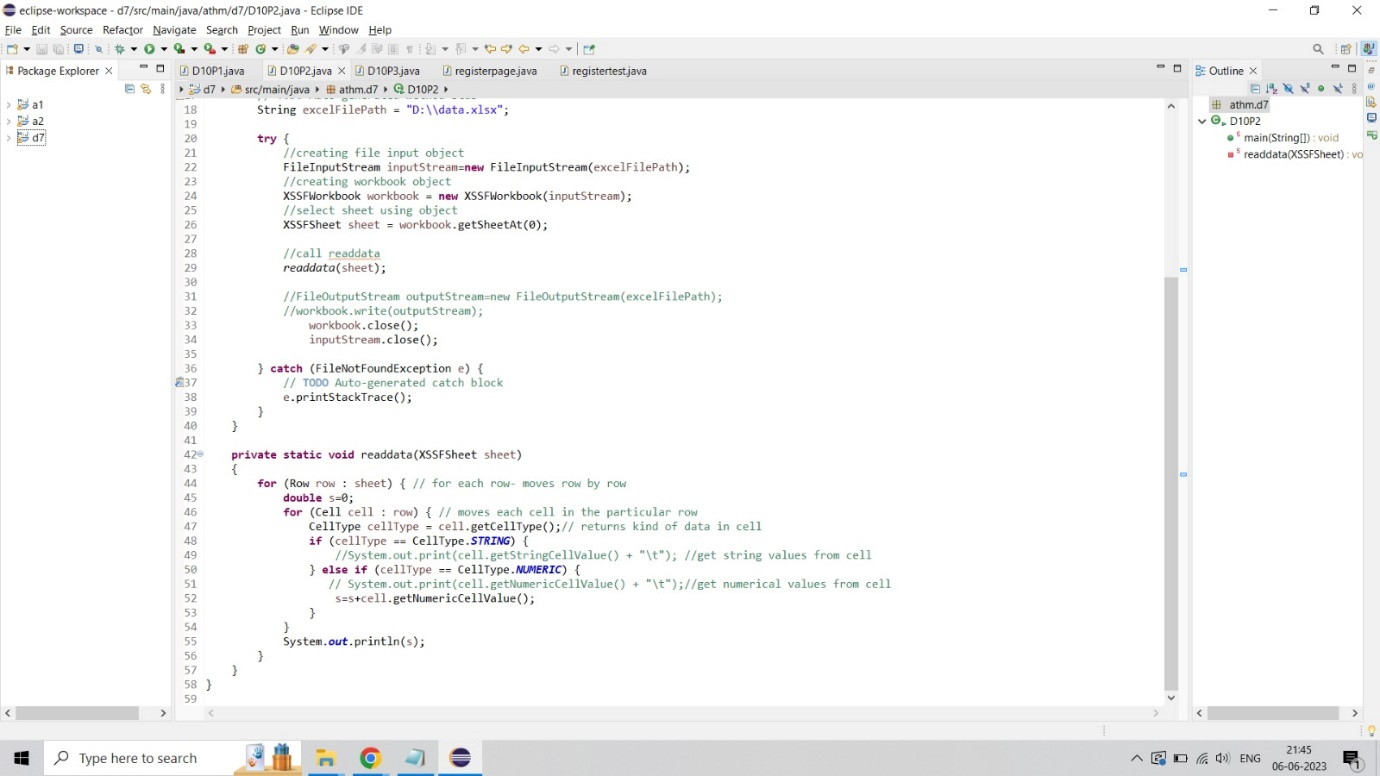 eclipse-workspace - d7/src/main/java/athm/d7/D10P2.java - Eclipse IDE
File Edit Source Refactor Navigate Search Project Run Window Help
Package Explorer
D10P1.java D10P2.java D10P3.java registerpage.java registertest.java
Outline
d7 src/main/java athm.d7 D10P2
a1
a2
d7
athm.d7
D10P2
main(String[]) : void
readdata(XSSFSheet) : vo
18 String excelFilePath = "D:\\data.xlsx";
19
20 try {
21 //creating file input object
22 FileInputStream inputStream=new FileInputStream(excelFilePath);
23 //creating workbook object
24 XSSFWorkbook workbook = new XSSFWorkbook(inputStream);
25 //select sheet using object
26 XSSFSheet sheet = workbook.getSheetAt(0);
27
28 //call readdata
29 readdata(sheet);
30
31 //FileOutputStream outputStream=new FileOutputStream(excelFilePath);
32 //workbook.write(outputStream);
33 workbook.close();
34 inputStream.close();
35
36 } catch (FileNotFoundException e) {
37 // TODO Auto-generated catch block
38 e.printStackTrace();
39 }
40 }
41
42 private static void readdata(XSSFSheet sheet)
43 {
44 for (Row row : sheet) { // for each row- moves row by row
45 double s=0;
46 for (Cell cell : row) { // moves each cell in the particular row
47 CellType cellType = cell.getCellType();// returns kind of data in cell
48 if (cellType == CellType.STRING) {
49 //System.out.print(cell.getStringCellValue() + "\t"); //get string values from cell
50 } else if (cellType == CellType.NUMERIC) {
51 // System.out.print(cell.getNumericCellValue() + "\t");//get numerical values from cell
52 s=s+cell.getNumericCellValue();
53 }
54 }
55 System.out.println(s);
56 }
57 }
58 }
59
Type here to search
ENG
21:45
06-06-2023
1